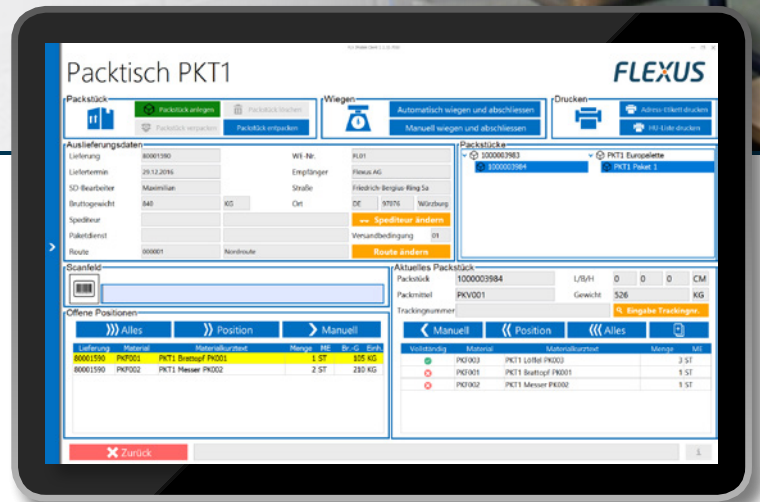 Packtisch PKT1
FLEXUS
Packstück
Packstück anlegen
Packstück löschen
Packstück verpacken
Packstück entpacken
Wiegen
Automatisch wiegen und abschliessen
Manuell wiegen und abschliessen
Drucken
Adress-Etikett drucken
HU-Liste drucken
Auslieferungsdaten
Lieferung 80001590 WE-Nr. FL01
Liefertermin 29.12.2016 Empfänger Flexus AG
SD-Bearbeiter Maximilian Straße Friedrich-Bergius-Ring 5a
Bruttogewicht 840 KG Ort DE 97076 Würzburg
Spediteur Spediteur ändern
Paketdienst Versandbedingung 01
Route 000001 Nordroute Route ändern
Packstücke
1000003983 PKT1 Europelette
1000003984 PKT1 Paket 1
Scanfeld
Aktuelles Packstück
Packstück 1000003984 L/B/H 0 0 0 CM
Packmittel PKV001 Gewicht 526 KG
Trackingnummer Eingabe Trackingnr.
Offene Positionen
Alles Position Manuell
Lieferung Material Materialkurztext Menge ME Br.-G Einh.
80001590 PKF001 PKT1 Brattopf PK001 1 ST 105 KG
80001590 PKF002 PKT1 Messer PK002 2 ST 210 KG
Manuell Position Alles
Vollständig Material Materialkurztext Menge ME
PKF003 PKT1 Löffel PK003 3 ST
PKF001 PKT1 Brattopf PK001 1 ST
PKF002 PKT1 Messer PK002 1 ST
Zurück